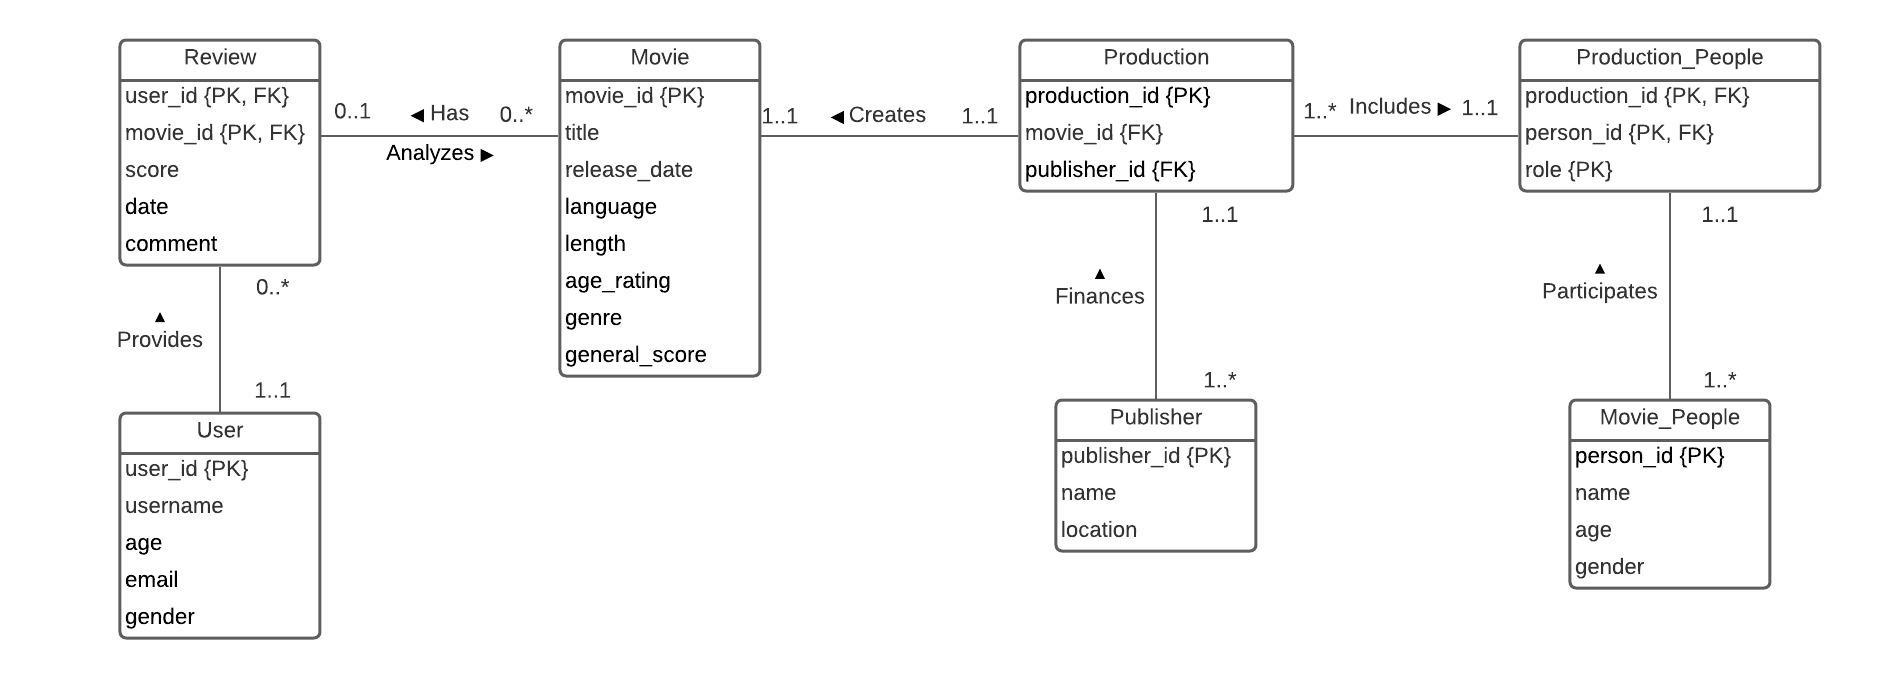 Review
user_id {PK, FK}
movie_id {PK, FK}
score
date
comment
0..1
◄ Has
0..*
Analyzes ►
Movie
movie_id {PK}
title
release_date
language
length
age_rating
genre
general_score
1..1
◄ Creates
1..1
Production
production_id {PK}
movie_id {FK}
publisher_id {FK}
1..*
Includes ►
1..1
Production_People
production_id {PK, FK}
person_id {PK, FK}
role {PK}
0..*
▲
Provides
1..1
User
user_id {PK}
username
age
email
gender
1..1
▲
Finances
1..*
Publisher
publisher_id {PK}
name
location
1..1
▲
Participates
1..*
Movie_People
person_id {PK}
name
age
gender